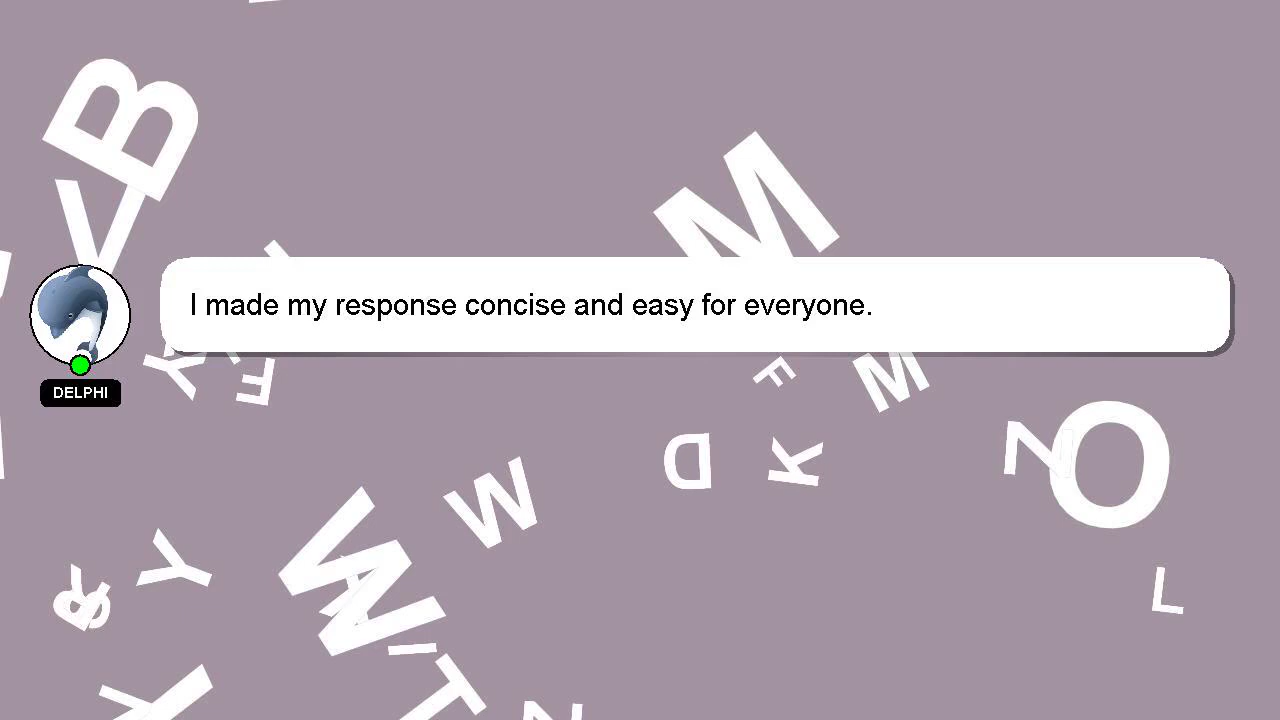 B
V
M
I made my response concise and easy for everyone.
DELPHI
Y
E
F
M
D
K
Z
O
W
W
A
Y
R
L
I
T
Y
Z